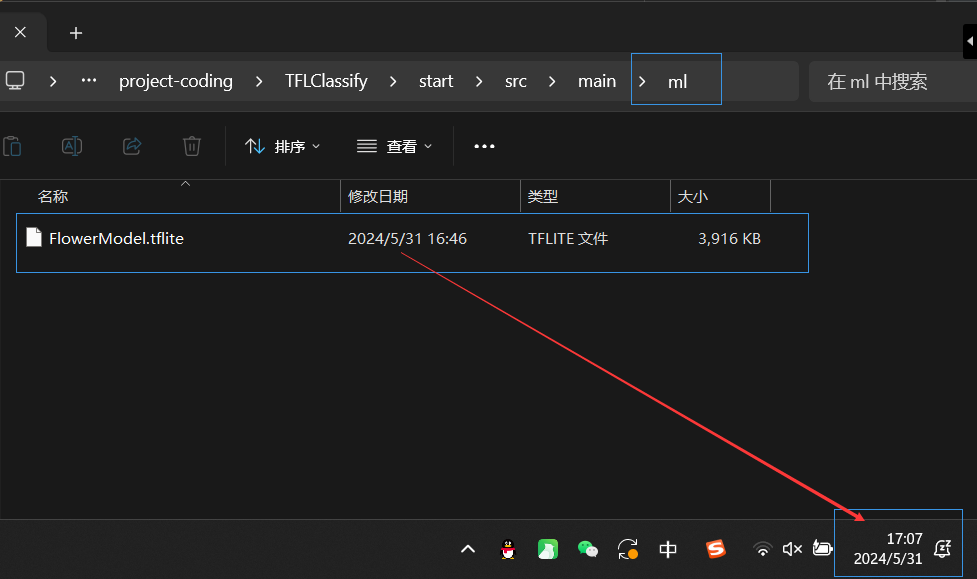 project-coding > TFLClassify > start > src > main > ml
在 ml 中搜索
排序
查看
名称 修改日期 类型 大小
FlowerModel.tflite 2024/5/31 16:46 TFLITE 文件 3,916 KB
中
17:07
2024/5/31